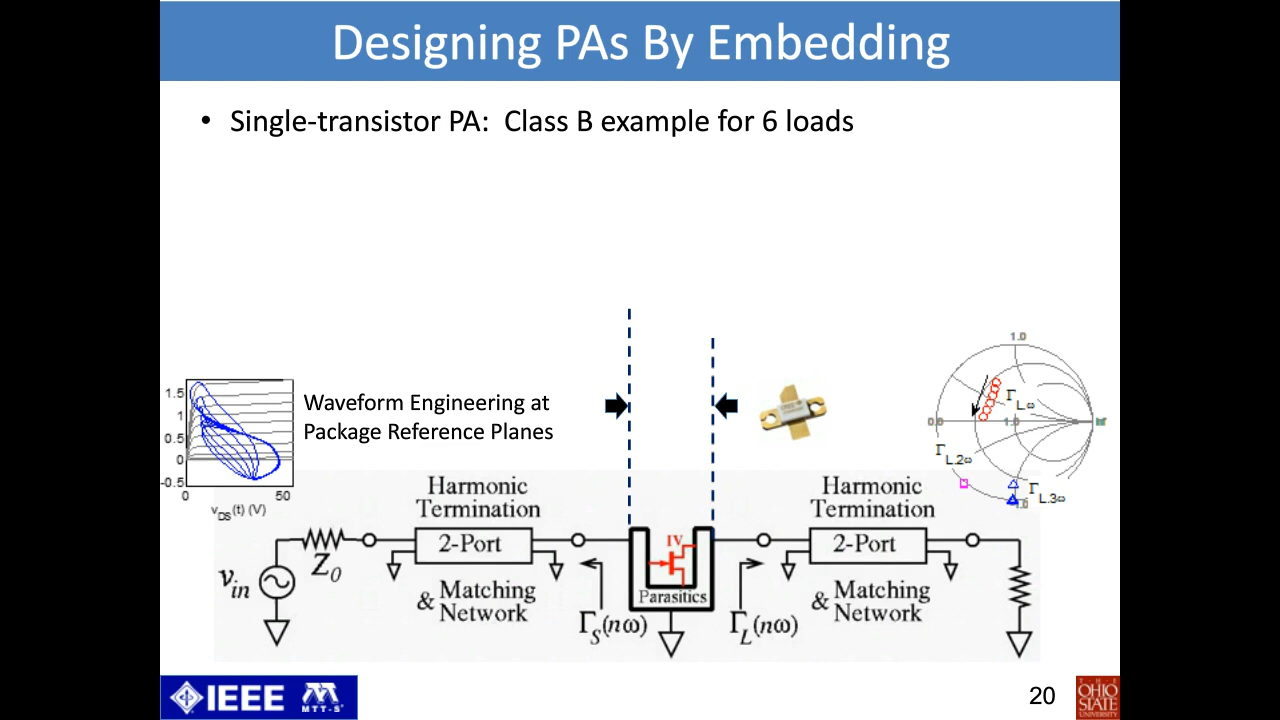 Designing PAs By Embedding
• Single-transistor PA: Class B example for 6 loads
1.5
1
0.5
0
-0.5
0
50
v_DS(t) (V)
Waveform Engineering at
Package Reference Planes
1.0
0.0
1.0
Γ_L.ω
Γ_L.2ω
Γ_L.3ω
Harmonic
Termination
2-Port
& Matching
Network
Z_0
v_in
Γ_S(nω)
IV
Parasitics
Γ_L(nω)
Harmonic
Termination
2-Port
& Matching
Network
IEEE
MTT-S
20
THE
OHIO
STATE
UNIVERSITY